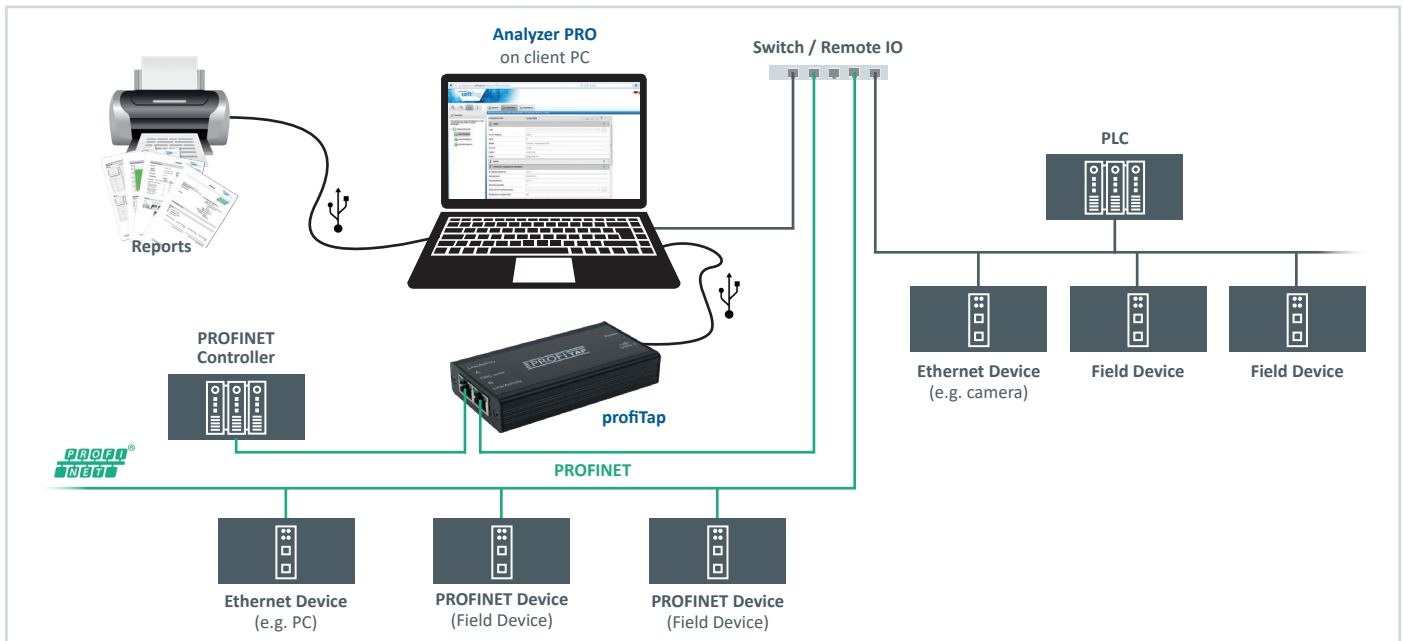 Analyzer PRO
on client PC
Switch / Remote IO
PLC
Reports
PROFINET
Controller
PROFITAP
profiTap
Ethernet Device
(e.g. camera)
Field Device
Field Device
PROFI®
NET
PROFINET
Ethernet Device
(e.g. PC)
PROFINET Device
(Field Device)
PROFINET Device
(Field Device)